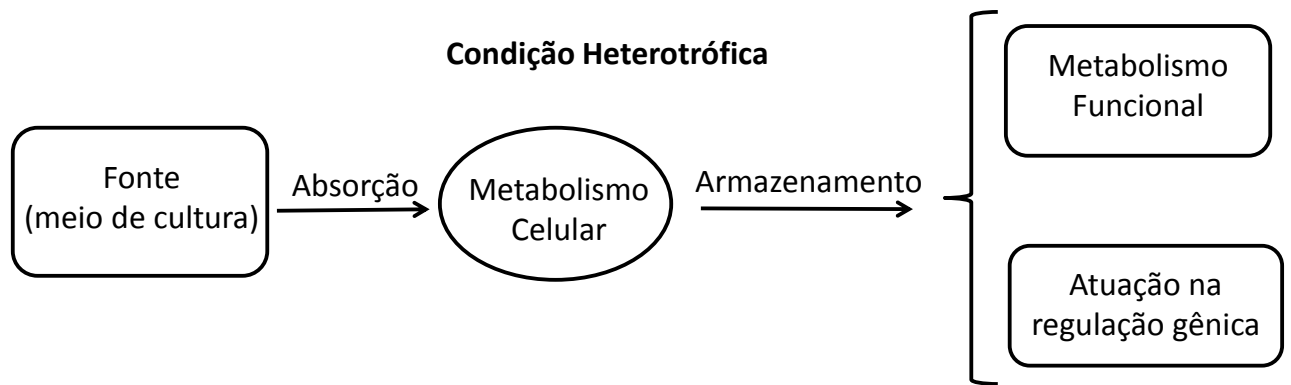 Condição Heterotrófica
Fonte
(meio de cultura)
Absorção
Metabolismo
Celular
Armazenamento
Metabolismo
Funcional
Atuação na
regulação gênica